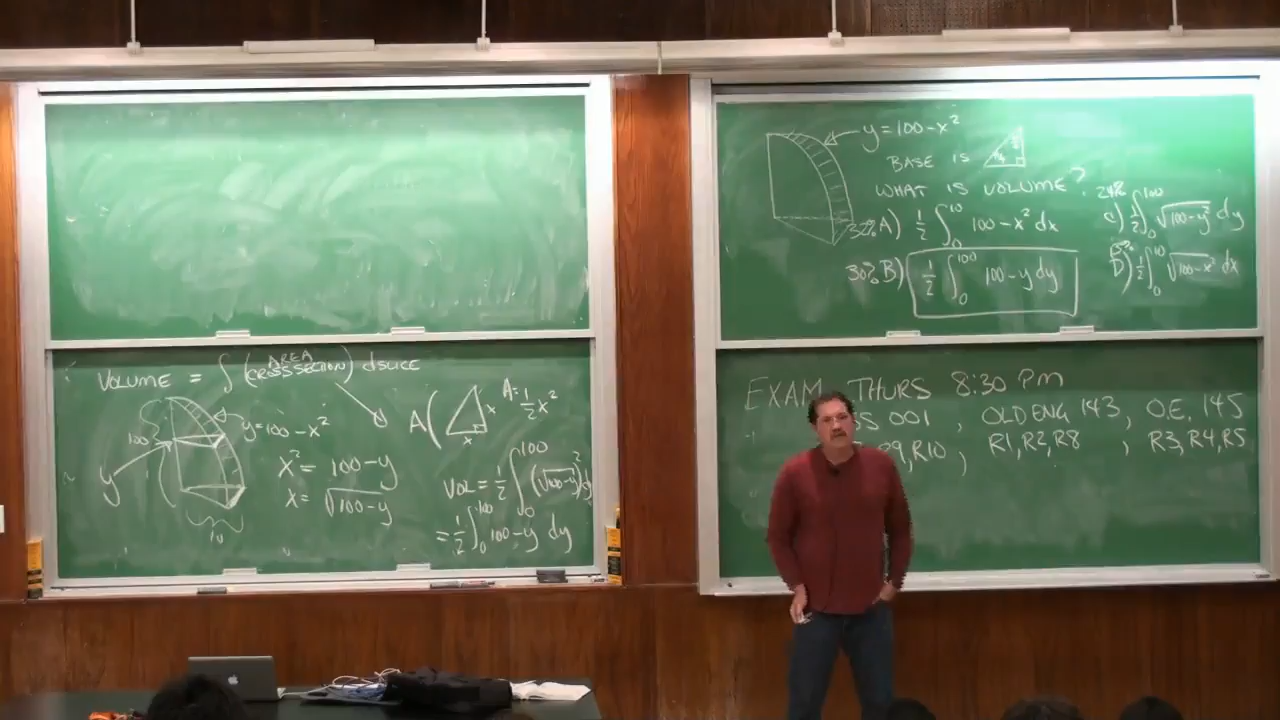 VOLUME = ∫ (AREA CROSS SECTION) dSLICE
100
y
10
y=100-x²
x² = 100-y
x = √100-y
A(
x
x
A=½x²
VOL = ½ ∫₀¹⁰⁰ (√100-y)² d
= ½ ∫₀¹⁰⁰ 100-y dy
y = 100-x²
BASE IS
WHAT IS VOLUME?
A) ½ ∫₀¹⁰ 100-x² dx
30% B) ½ ∫₀¹⁰⁰ 100-y dy
24%
C) ½ ∫₀¹⁰⁰ √100-y² dy
D) ½ ∫₀¹⁰ √100-x² dx
EXAM THURS 8:30 PM
S 001 , OLD ENG 143, O.E. 145
R9,R10 , R1,R2,R8 , R3,R4,R5